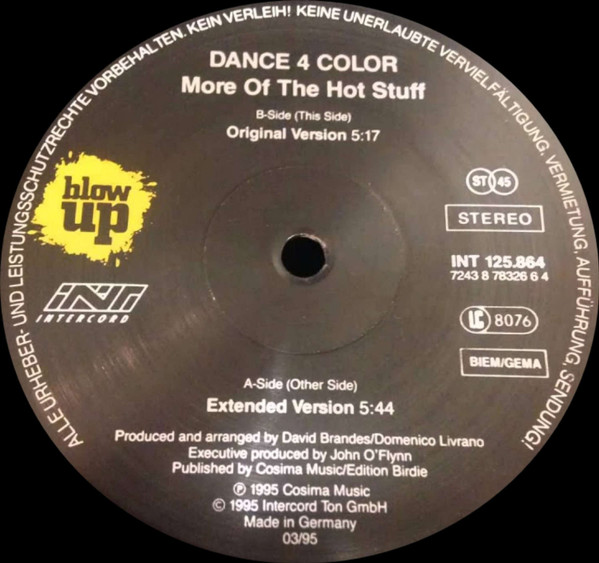 ALLE URHEBER- UND LEISTUNGSSCHUTZRECHTE VORBEHALTEN. KEIN VERLEIH! KEINE UNERLAUBTE VERVIELFÄLTIGUNG, VERMIETUNG, AUFFÜHRUNG, SENDUNG!
DANCE 4 COLOR
More Of The Hot Stuff
B-Side (This Side)
Original Version 5:17
blow
up
INT
INTERCORD
ST 45
STEREO
INT 125.864
7243 8 78326 6 4
LC 8076
BIEM/GEMA
A-Side (Other Side)
Extended Version 5:44
Produced and arranged by David Brandes/Domenico Livrano
Executive produced by John O'Flynn
Published by Cosima Music/Edition Birdie
℗ 1995 Cosima Music
© 1995 Intercord Ton GmbH
Made in Germany
03/95